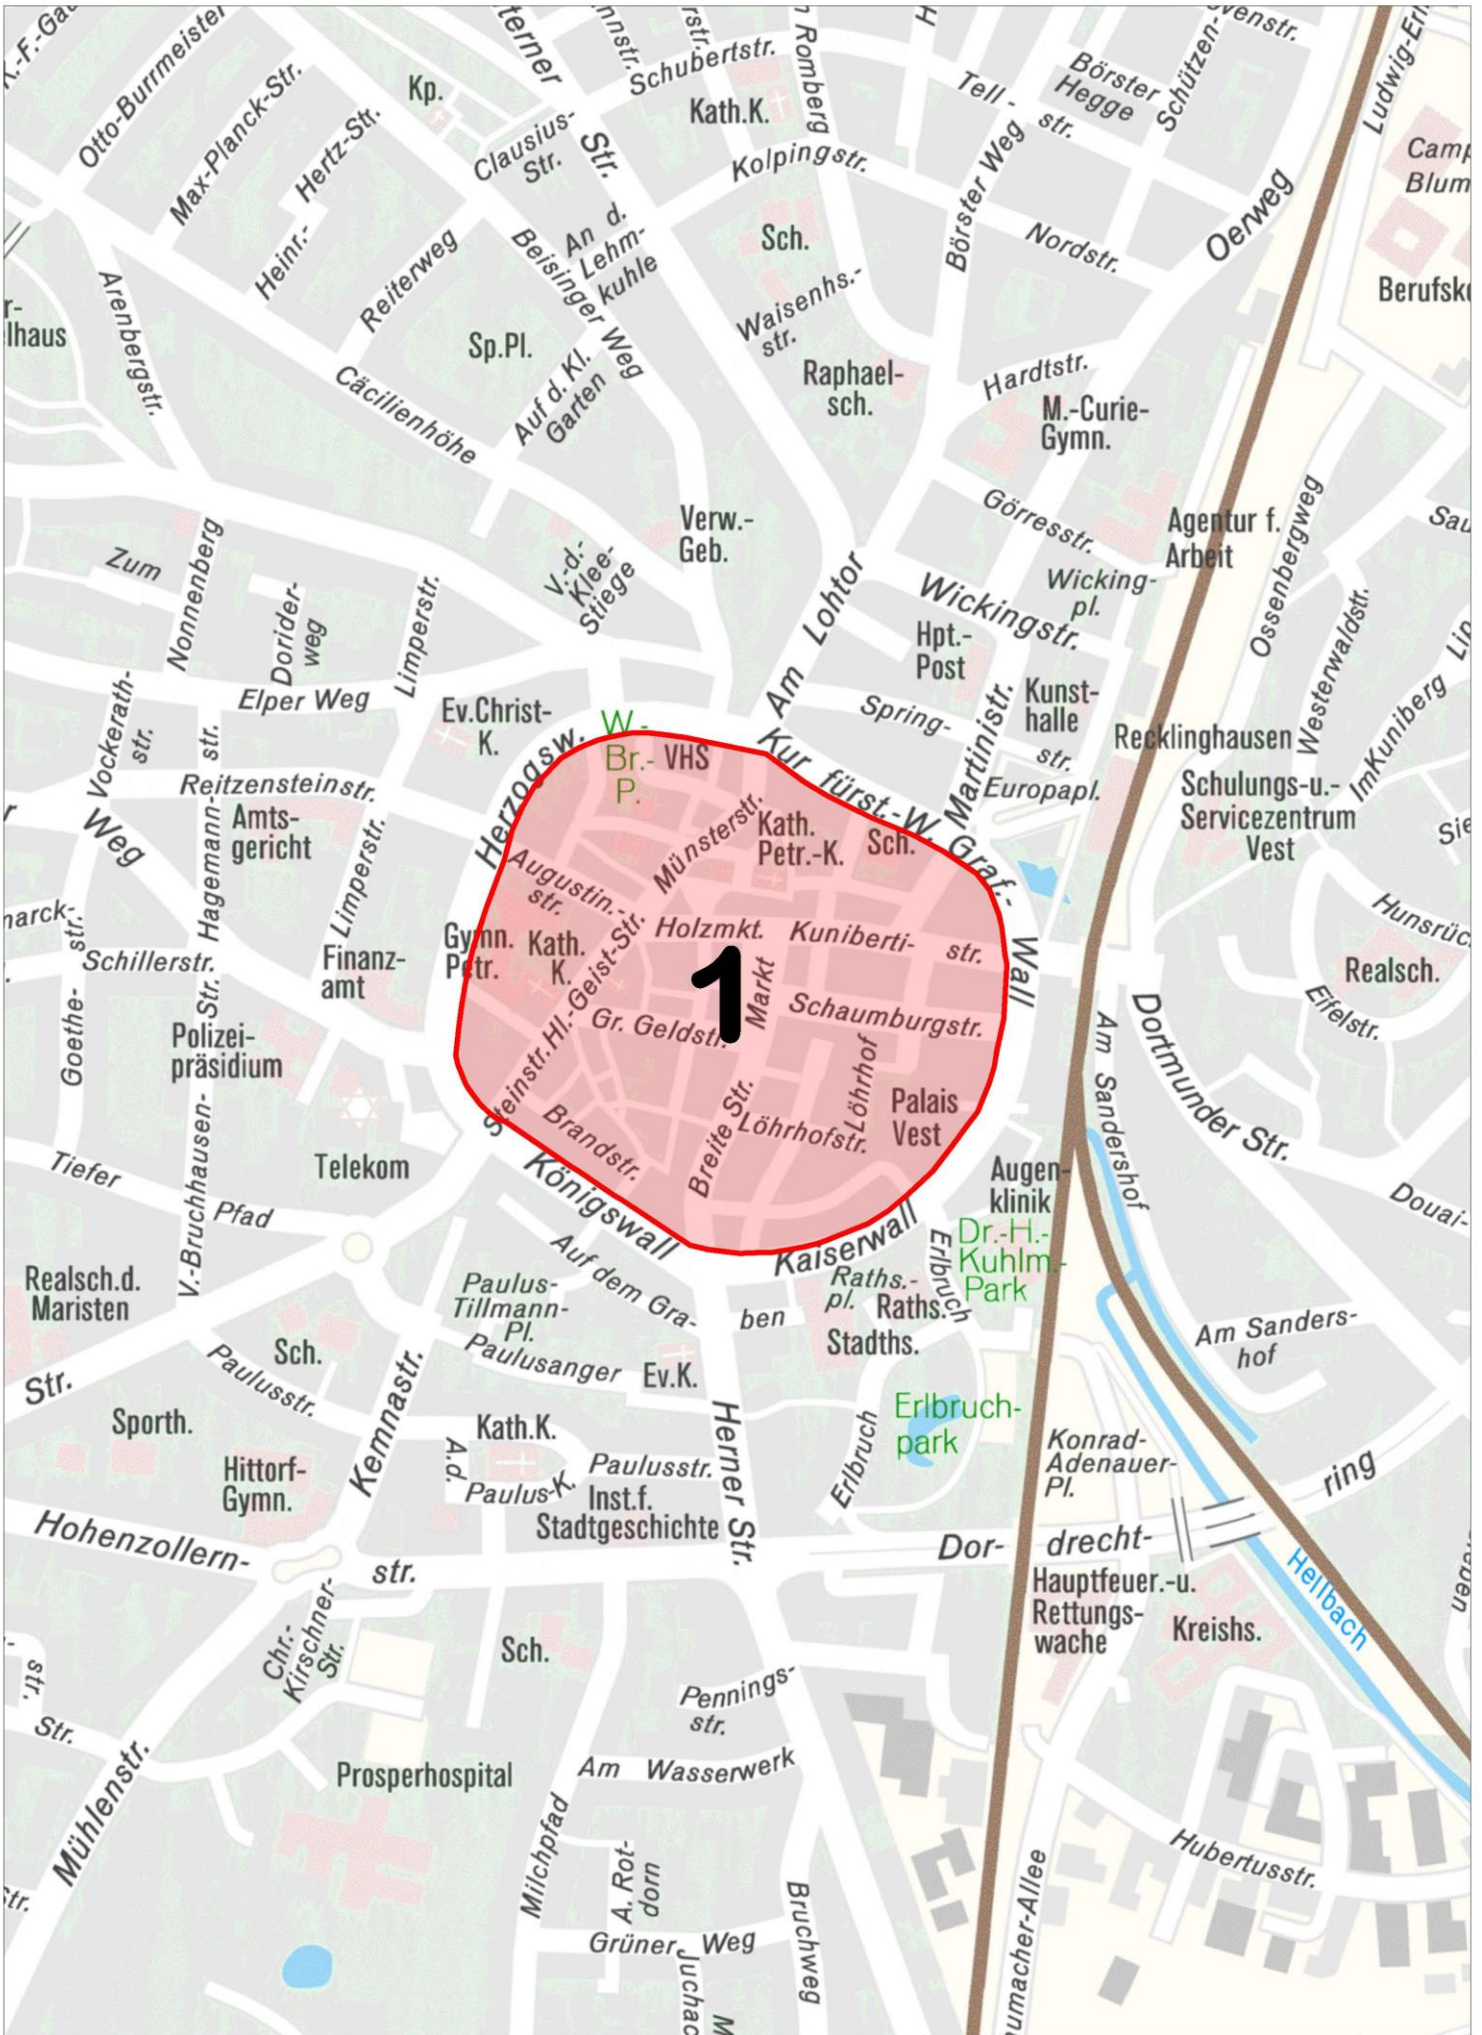 Otto-Burrmeister
Max-Planck-Str.
Hertz-Str.
Heinr.-
Kp.
Clausius-
Str.
Str.
Schubertstr.
Kath.K.
Romberg
Kolpingstr.
Tell-
str.
Börster
Hegge
Schützen-
Oerweg
Börster Weg
Nordstr.
Berufsk
Reiterweg
An d.
Lehm-
kuhle
Beisinger Weg
Sch.
Waisenhs.-
str.
Arenbergstr.
Sp.Pl.
Auf d. Kl.
Garten
Cäcilienhöhe
Raphael-
sch.
Hardtstr.
M.-Curie-
Gymn.
Görresstr.
Agentur f.
Arbeit
Ossenbergweg
Verw.-
Geb.
V.-d.-
Klee-
Stiege
Am Lohtor
Wickingstr.
Wicking-
pl.
Westerwaldstr.
Zum
Nonnenberg
Dorider-
weg
Limperstr.
Hpt.-
Post
Kunst-
halle
Spring-
str.
Martinistr.
Europapl.
Recklinghausen
ImKuniberg
Vockerath-
str.
Elper Weg
Ev.Christ-
K.
Herzogsw.
W.-
Br.-
P.
VHS
Kur fürst.-W.
Graf.-
Wall
Schulungs-u.-
Servicezentrum
Vest
Reitzensteinstr.
Amts-
gericht
Weg
Hagemann-
str.
Str.
Limperstr.
Münsterstr.
Kath.
Petr.-K.
Sch.
Augustin.-
str.
Gymn.
Petr.
Kath.
K.
Hl.-Geist-Str.
Holzmkt.
Kuniberti-
str.
1
Markt
Schaumburgstr.
Gr. Geldstr.
Steinstr.
Brandstr.
Breite Str.
Löhrhof
Löhrhofstr.
Palais
Vest
Schillerstr.
Finanz-
amt
Goethe-
str.
Polizei-
präsidium
Realsch.
Eifelstr.
Dortmunder Str.
Am Sandershof
Douai-
Tiefer
Pfad
Telekom
V.-Bruchhausen-
Königswall
Kaiserwall
Augen-
klinik
Dr.-H.-
Kuhlm.-
Park
Erlbruch
Raths.-
pl.
Raths.
Stadths.
Auf dem Gra-
ben
Realsch.d.
Maristen
Paulus-
Tillmann-
Pl.
Paulusanger
Ev.K.
Am Sanders-
hof
Sch.
Paulusstr.
Str.
Sporth.
Kemnastr.
Kath.K.
A.d.
Paulus-K.
Paulusstr.
Herner Str.
Erlbruch
Erlbruch-
park
Konrad-
Adenauer-
Pl.
ring
Hittorf-
Gymn.
Inst.f.
Stadtgeschichte
Hohenzollern-
str.
Dor-
drecht-
Hauptfeuer.-u.
Rettungs-
wache
Kreishs.
Hellbach
Chr.-
Kirschner-
Str.
Sch.
Pennings-
str.
str.
Str.
Mühlenstr.
Prosperhospital
Am Wasserwerk
Milchpfad
A. Rot-
dorn
Hubertusstr.
Grüner Weg
Bruchweg